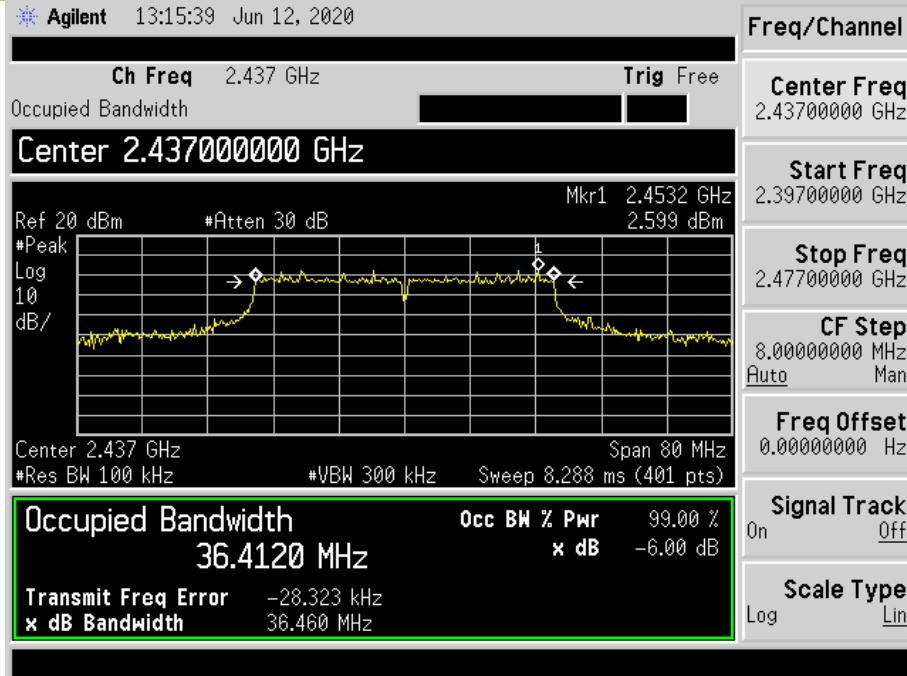 Agilent 13:15:39 Jun 12, 2020
Freq/Channel
Ch Freq 2.437 GHz Trig Free
Occupied Bandwidth
Center 2.437000000 GHz
Mkr1 2.4532 GHz
Ref 20 dBm #Atten 30 dB 2.599 dBm
#Peak
Log
10
dB/
1
Center 2.437 GHz Span 80 MHz
#Res BW 100 kHz #VBW 300 kHz Sweep 8.288 ms (401 pts)
Occupied Bandwidth Occ BW % Pwr 99.00 %
36.4120 MHz x dB -6.00 dB
Transmit Freq Error -28.323 kHz
x dB Bandwidth 36.460 MHz
Center Freq
2.43700000 GHz
Start Freq
2.39700000 GHz
Stop Freq
2.47700000 GHz
CF Step
8.00000000 MHz
Auto Man
Freq Offset
0.00000000 Hz
Signal Track
On Off
Scale Type
Log Lin